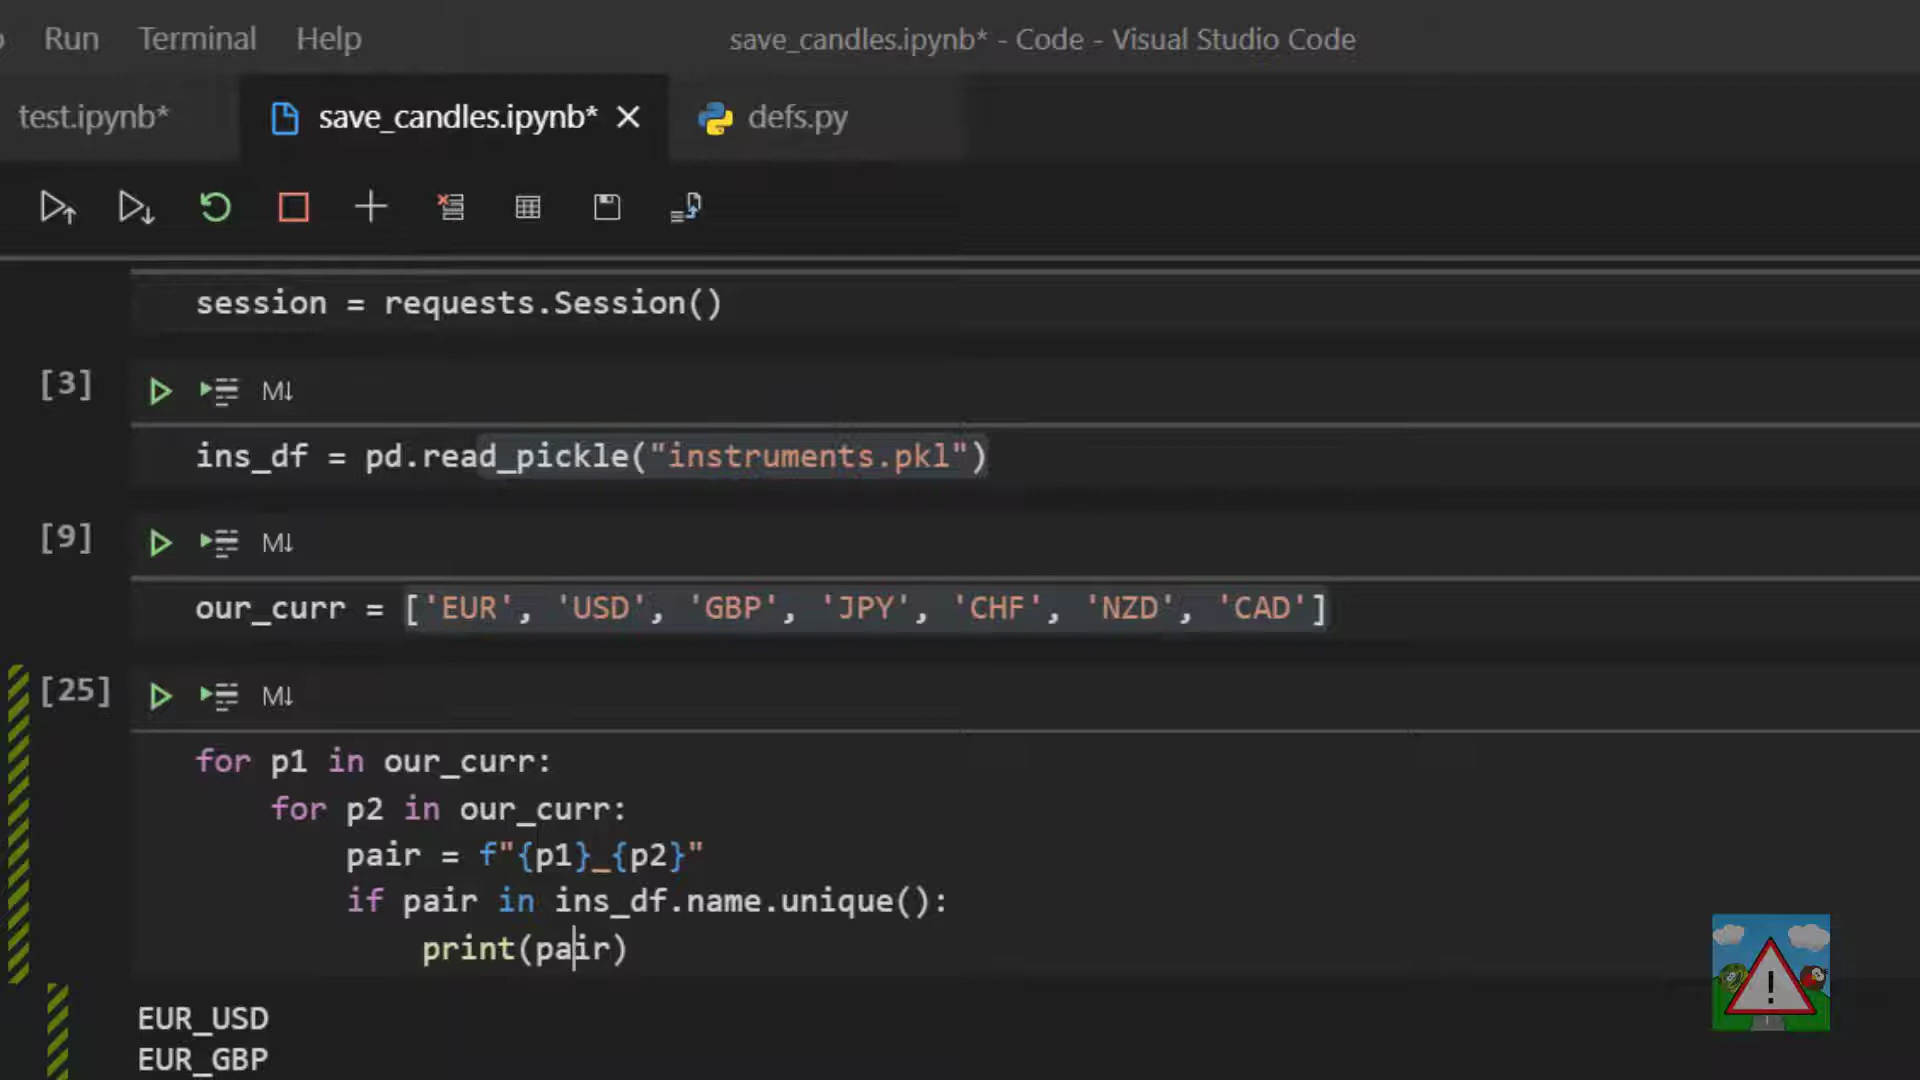 Run Terminal Help save_candles.ipynb* - Code - Visual Studio Code
test.ipynb* save_candles.ipynb* defs.py
session = requests.Session()
[3] M↓
ins_df = pd.read_pickle("instruments.pkl")
[9] M↓
our_curr = ['EUR', 'USD', 'GBP', 'JPY', 'CHF', 'NZD', 'CAD']
[25] M↓
for p1 in our_curr:
for p2 in our_curr:
pair = f"{p1}_{p2}"
if pair in ins_df.name.unique():
print(pair)
EUR_USD
EUR_GBP